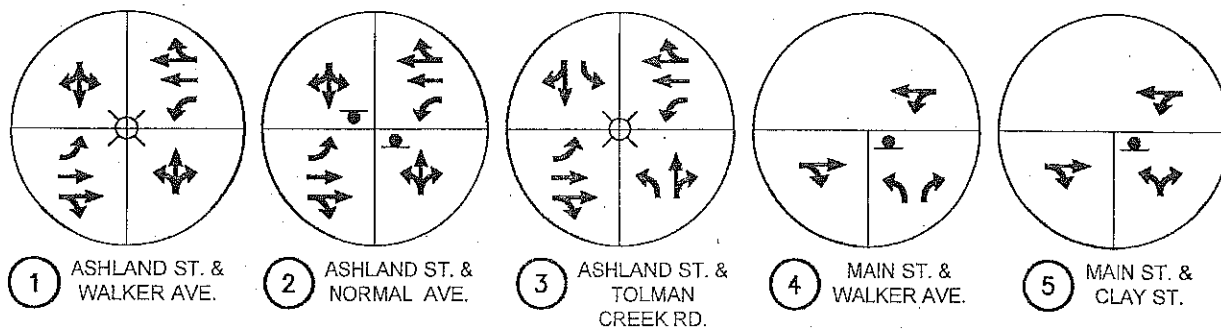 1
ASHLAND ST. &
WALKER AVE.
2
ASHLAND ST. &
NORMAL AVE.
3
ASHLAND ST. &
TOLMAN
CREEK RD.
4
MAIN ST. &
WALKER AVE.
5
MAIN ST. &
CLAY ST.